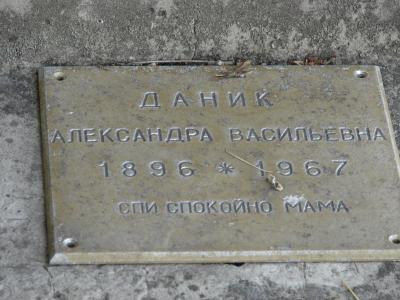 ДАНИК
АЛЕКСАНДРА ВАСИЛЬЕВНА
1896 * 1967
СПИ СПОКОЙНО МАМА